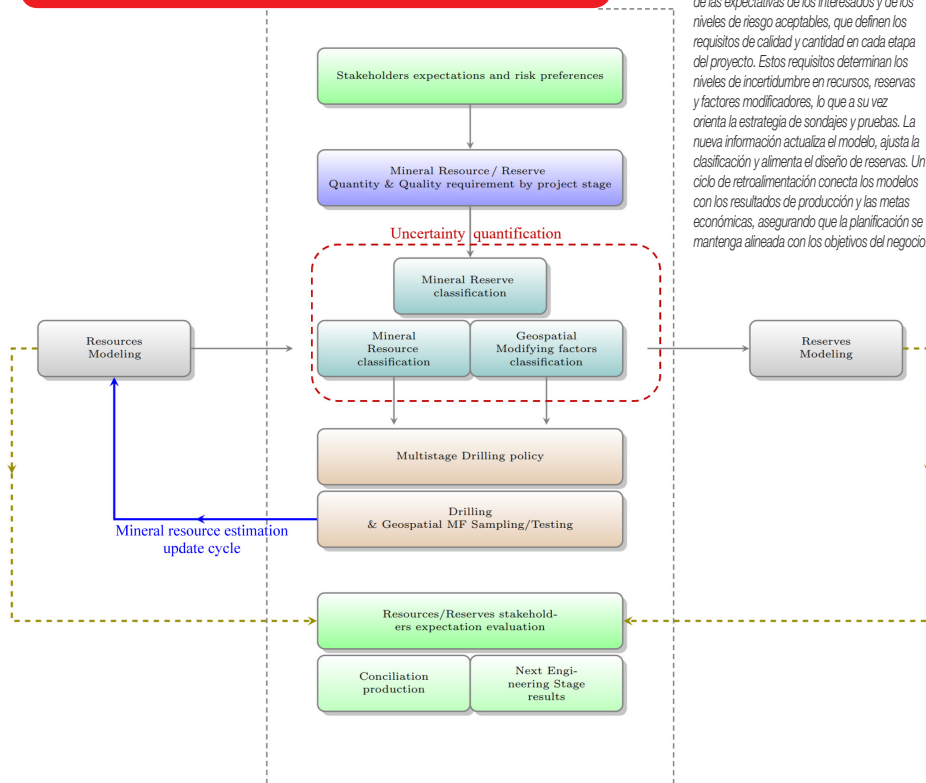 de las expectativas de los interesados y de los
niveles de riesgo aceptables, que definen los
requisitos de calidad y cantidad en cada etapa
del proyecto. Estos requisitos determinan los
niveles de incertidumbre en recursos, reservas
y factores modificadores, lo que a su vez
orienta la estrategia de sondajes y pruebas. La
nueva información actualiza el modelo, ajusta la
clasificación y alimenta el diseño de reservas. Un
ciclo de retroalimentación conecta los modelos
con los resultados de producción y las metas
económicas, asegurando que la planificación se
mantenga alineada con los objetivos del negocio
Stakeholders expectations and risk preferences
Mineral Resource / Reserve
Quantity & Quality requirement by project stage
Uncertainty quantification
Mineral Reserve
classification
Resources
Modeling
Mineral
Resource
classification
Geospatial
Modifying factors
classification
Reserves
Modeling
Multistage Drilling policy
Drilling
& Geospatial MF Sampling/Testing
Mineral resource estimation
update cycle
Resources/Reserves stakehold-
ers expectation evaluation
Conciliation
production
Next Engi-
neering Stage
results